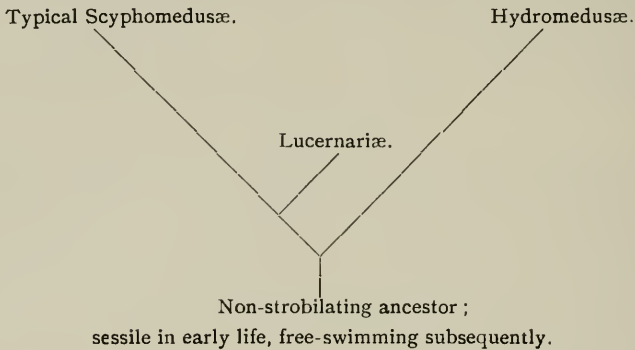 Typical Scyphomedusæ.
Hydromedusæ.
Lucernariæ.
Non-strobilating ancestor ;
sessile in early life, free-swimming subsequently.